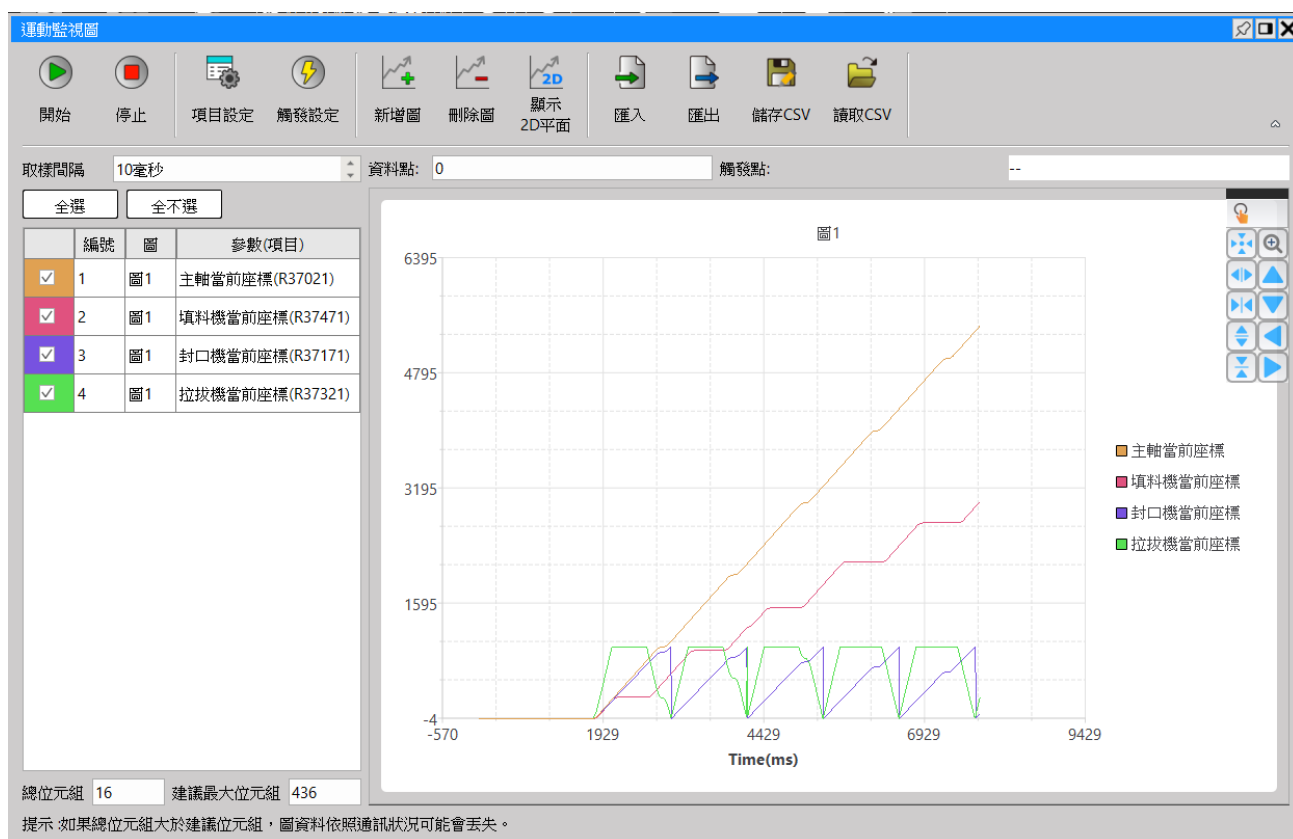 運動監視圖
開始
停止
項目設定
觸發設定
新增圖
刪除圖
2D
顯示
2D平面
匯入
匯出
儲存CSV
讀取CSV
取樣間隔 10毫秒 資料點: 0 觸發點: --
全選 全不選
編號 圖 參數(項目)
1 圖1 主軸當前座標(R37021)
2 圖1 填料機當前座標(R37471)
3 圖1 封口機當前座標(R37171)
4 圖1 拉拔機當前座標(R37321)
圖1
6395
4795
3195
1595
-4
-570 1929 4429 6929 9429
Time(ms)
主軸當前座標
填料機當前座標
封口機當前座標
拉拔機當前座標
總位元組 16 建議最大位元組 436
提示 :如果總位元組大於建議位元組，圖資料依照通訊狀況可能會丟失。